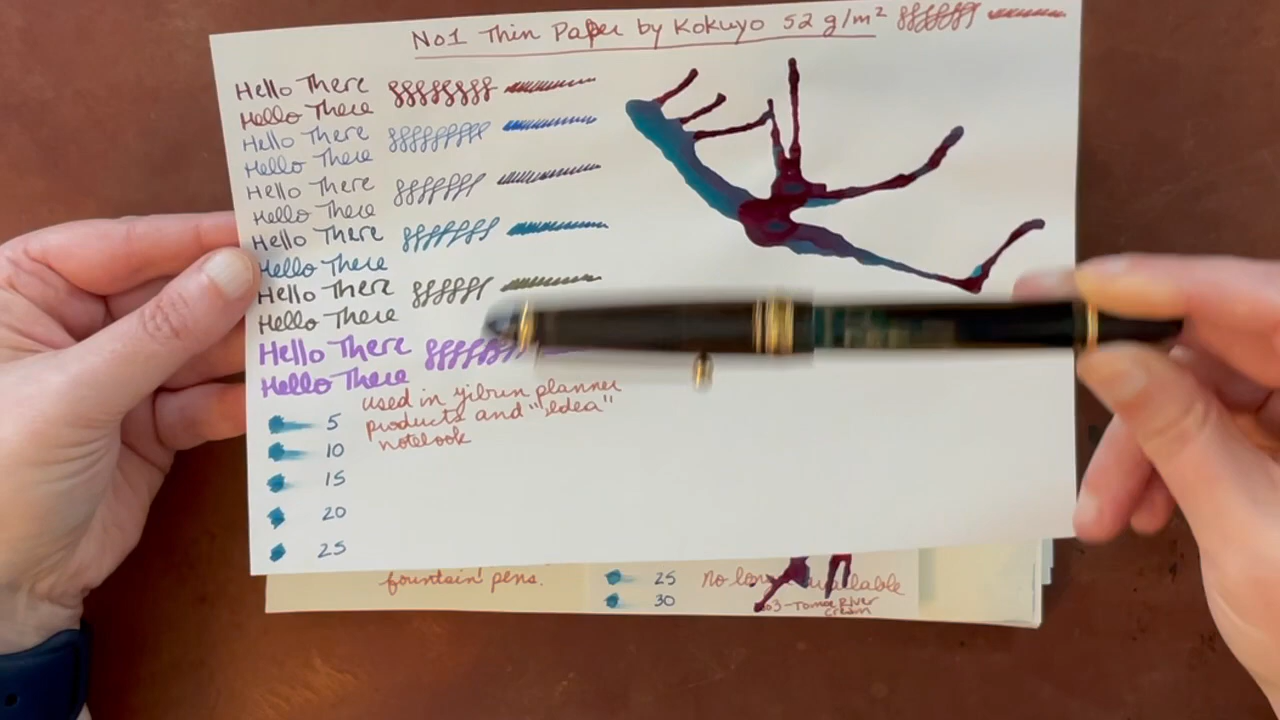 No1 Thin Paper by Kokuyo 52 g/m²
Hello There
Hello There
Hello There
Hello There
Hello There
Hello There
Hello There
Hello There
Hello There
Hello There
Hello There
Hello There
used in yibun planner
products and "edea"
notebook
5
10
15
20
25
fountain pens.
25
30
No available
No3-Tomoe River
Cream